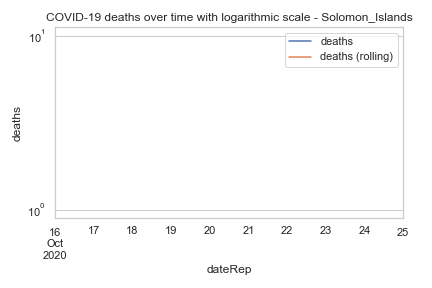 COVID-19 deaths over time with logarithmic scale - Solomon_Islands
10¹
deaths
deaths (rolling)
deaths
10⁰
16 17 18 19 20 21 22 23 24 25
Oct
2020
dateRep